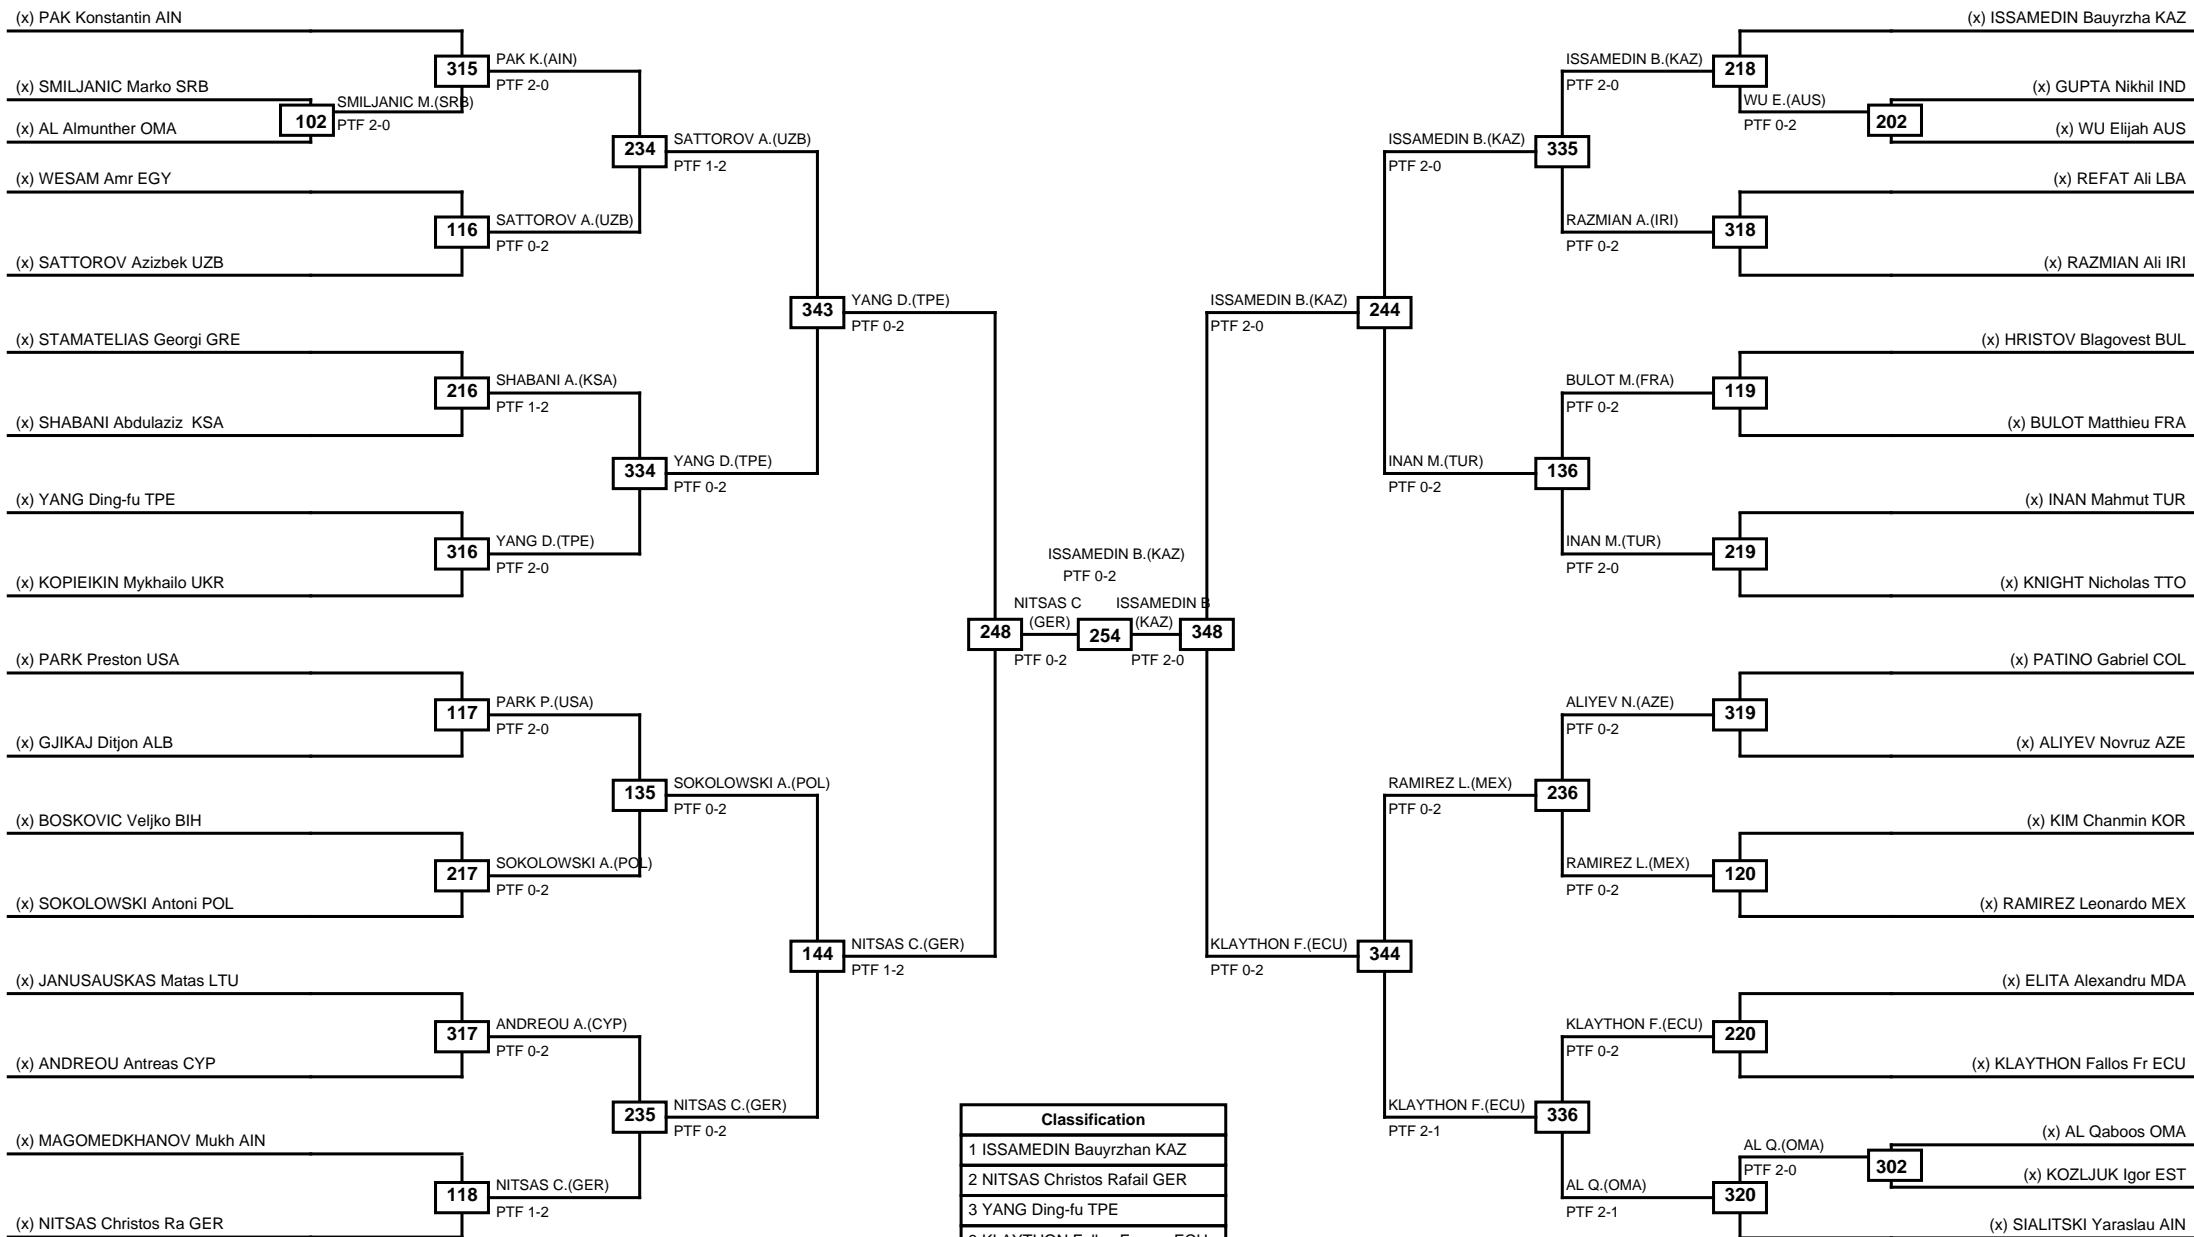 (x) PAK Konstantin AIN
315
PAK K.(AIN)
PTF 2-0
(x) SMILJANIC Marko SRB
102
SMILJANIC M.(SRB)
PTF 2-0
(x) AL Almunther OMA
234
SATTOROV A.(UZB)
PTF 1-2
(x) WESAM Amr EGY
116
SATTOROV A.(UZB)
PTF 0-2
(x) SATTOROV Azizbek UZB
343
YANG D.(TPE)
PTF 0-2
(x) STAMATELIAS Georgi GRE
216
SHABANI A.(KSA)
PTF 1-2
(x) SHABANI Abdulaziz KSA
334
YANG D.(TPE)
PTF 0-2
(x) YANG Ding-fu TPE
316
YANG D.(TPE)
PTF 2-0
(x) KOPIEIKIN Mykhailo UKR
(x) PARK Preston USA
117
PARK P.(USA)
PTF 2-0
(x) GJIKAJ Ditjon ALB
135
SOKOLOWSKI A.(POL)
PTF 0-2
(x) BOSKOVIC Veljko BIH
217
SOKOLOWSKI A.(POL)
PTF 0-2
(x) SOKOLOWSKI Antoni POL
144
NITSAS C.(GER)
PTF 1-2
(x) JANUSAUSKAS Matas LTU
317
ANDREOU A.(CYP)
PTF 0-2
(x) ANDREOU Antreas CYP
235
NITSAS C.(GER)
PTF 0-2
(x) MAGOMEDKHANOV Mukh AIN
118
NITSAS C.(GER)
PTF 1-2
(x) NITSAS Christos Ra GER
ISSAMEDIN B.(KAZ)
PTF 0-2
248
NITSAS C
(GER)
PTF 0-2
254
ISSAMEDIN B
(KAZ)
PTF 2-0
348
Classification
1 ISSAMEDIN Bauyrzhan KAZ
2 NITSAS Christos Rafail GER
3 YANG Ding-fu TPE
(x) ISSAMEDIN Bauyrzha KAZ
ISSAMEDIN B.(KAZ)
PTF 2-0
218
(x) GUPTA Nikhil IND
WU E.(AUS)
PTF 0-2
202
(x) WU Elijah AUS
ISSAMEDIN B.(KAZ)
PTF 2-0
335
(x) REFAT Ali LBA
RAZMIAN A.(IRI)
PTF 0-2
318
(x) RAZMIAN Ali IRI
ISSAMEDIN B.(KAZ)
PTF 2-0
244
(x) HRISTOV Blagovest BUL
BULOT M.(FRA)
PTF 0-2
119
(x) BULOT Matthieu FRA
INAN M.(TUR)
PTF 0-2
136
(x) INAN Mahmut TUR
INAN M.(TUR)
PTF 2-0
219
(x) KNIGHT Nicholas TTO
(x) PATINO Gabriel COL
ALIYEV N.(AZE)
PTF 0-2
319
(x) ALIYEV Novruz AZE
RAMIREZ L.(MEX)
PTF 0-2
236
(x) KIM Chanmin KOR
RAMIREZ L.(MEX)
PTF 0-2
120
(x) RAMIREZ Leonardo MEX
KLAYTHON F.(ECU)
PTF 0-2
344
(x) ELITA Alexandru MDA
KLAYTHON F.(ECU)
PTF 0-2
220
(x) KLAYTHON Fallos Fr ECU
KLAYTHON F.(ECU)
PTF 2-1
336
(x) AL Qaboos OMA
AL Q.(OMA)
PTF 2-0
302
(x) KOZLJUK Igor EST
AL Q.(OMA)
PTF 2-1
320
(x) SIALITSKI Yaraslau AIN